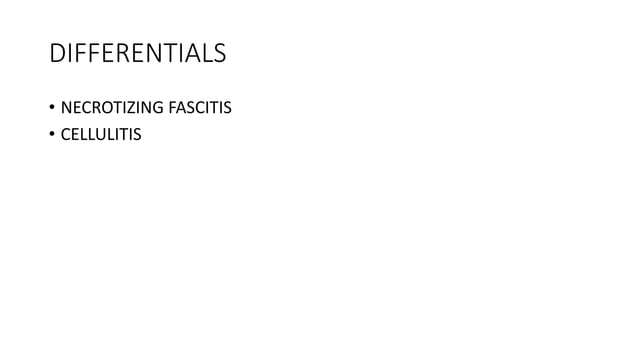 DIFFERENTIALS
• NECROTIZING FASCITIS
• CELLULITIS